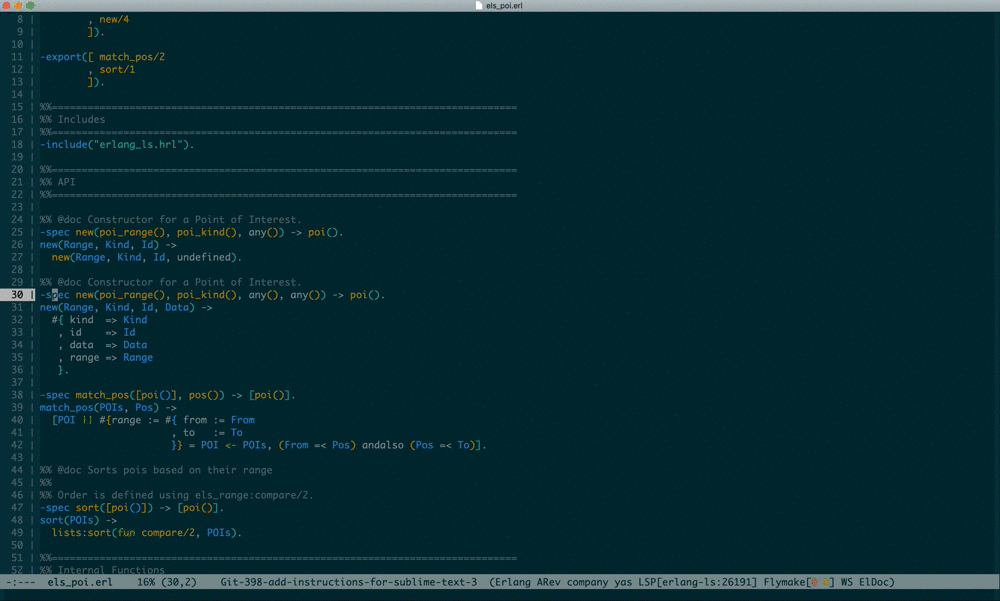 els_poi.erl
8 | , new/4
9 | ]).
10 |
11 | -export([ match_pos/2
12 | , sort/1
13 | ]).
14 |
15 | %%==============================================================================
16 | %% Includes
17 | %%==============================================================================
18 | -include("erlang_ls.hrl").
19 |
20 | %%==============================================================================
21 | %% API
22 | %%==============================================================================
23 |
24 | %% @doc Constructor for a Point of Interest.
25 | -spec new(poi_range(), poi_kind(), any()) -> poi().
26 | new(Range, Kind, Id) ->
27 |   new(Range, Kind, Id, undefined).
28 |
29 | %% @doc Constructor for a Point of Interest.
30 | -spec new(poi_range(), poi_kind(), any(), any()) -> poi().
31 | new(Range, Kind, Id, Data) ->
32 |   #{ kind  => Kind
33 |    , id    => Id
34 |    , data  => Data
35 |    , range => Range
36 |    }.
37 |
38 | -spec match_pos([poi()], pos()) -> [poi()].
39 | match_pos(POIs, Pos) ->
40 |   [POI || #{range := #{ from := From
41 |                       , to   := To
42 |                       }} = POI <- POIs, (From =< Pos) andalso (Pos =< To)].
43 |
44 | %% @doc Sorts pois based on their range
45 | %%
46 | %% Order is defined using els_range:compare/2.
47 | -spec sort([poi()]) -> [poi()].
48 | sort(POIs) ->
49 |   lists:sort(fun compare/2, POIs).
50 |
51 | %%==============================================================================
52 | %% Internal Functions
-:---  els_poi.erl    16% (30,2)    Git-398-add-instructions-for-sublime-text-3  (Erlang ARev company yas LSP[erlang-ls:26191] Flymake[0 0] WS ElDoc)